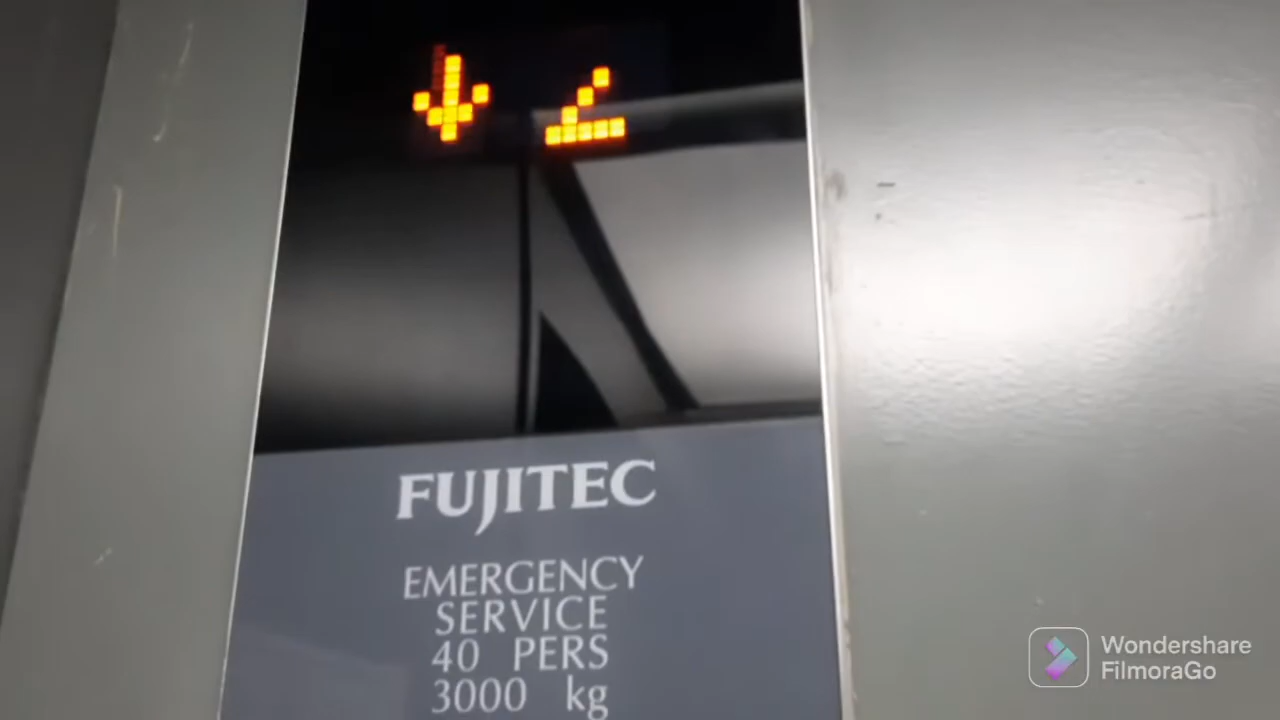 FUJITEC
EMERGENCY
SERVICE
40 PERS
3000 kg
Wondershare
FilmoraGo